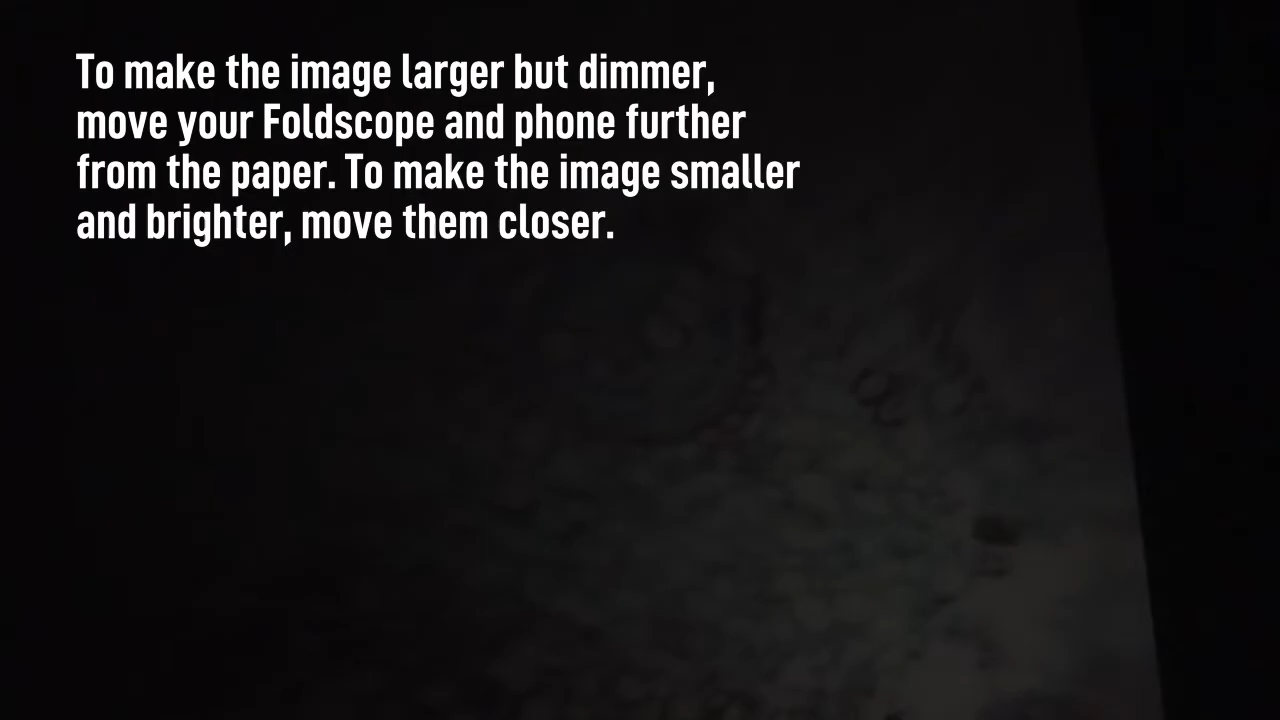 To make the image larger but dimmer,
move your Foldscope and phone further
from the paper. To make the image smaller
and brighter, move them closer.